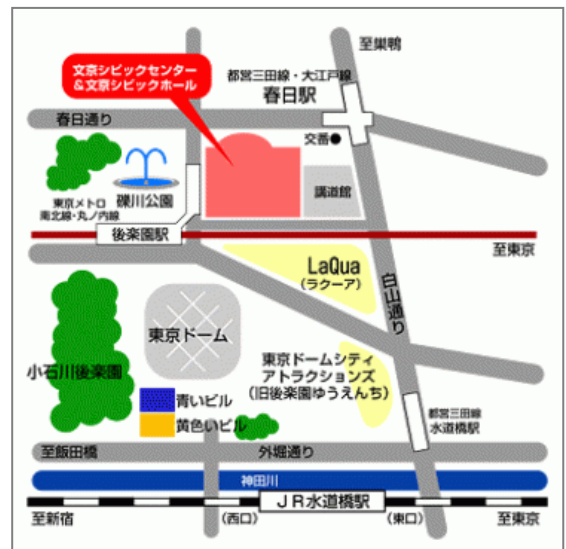 至巣鴨
文京シビックセンター
&文京シビックホール
都営三田線・大江戸線
春日駅
春日通り
交番
講道館
礫川公園
東京メトロ
南北線・丸ノ内線
後楽園駅
至東京
LaQua
(ラクーア)
白山通り
東京ドーム
小石川後楽園
東京ドームシティ
アトラクションズ
(旧後楽園ゆうえんち)
青いビル
黄色いビル
都営三田線
水道橋駅
至飯田橋
外堀通り
神田川
JR水道橋駅
至新宿
(西口)
(東口)
至東京